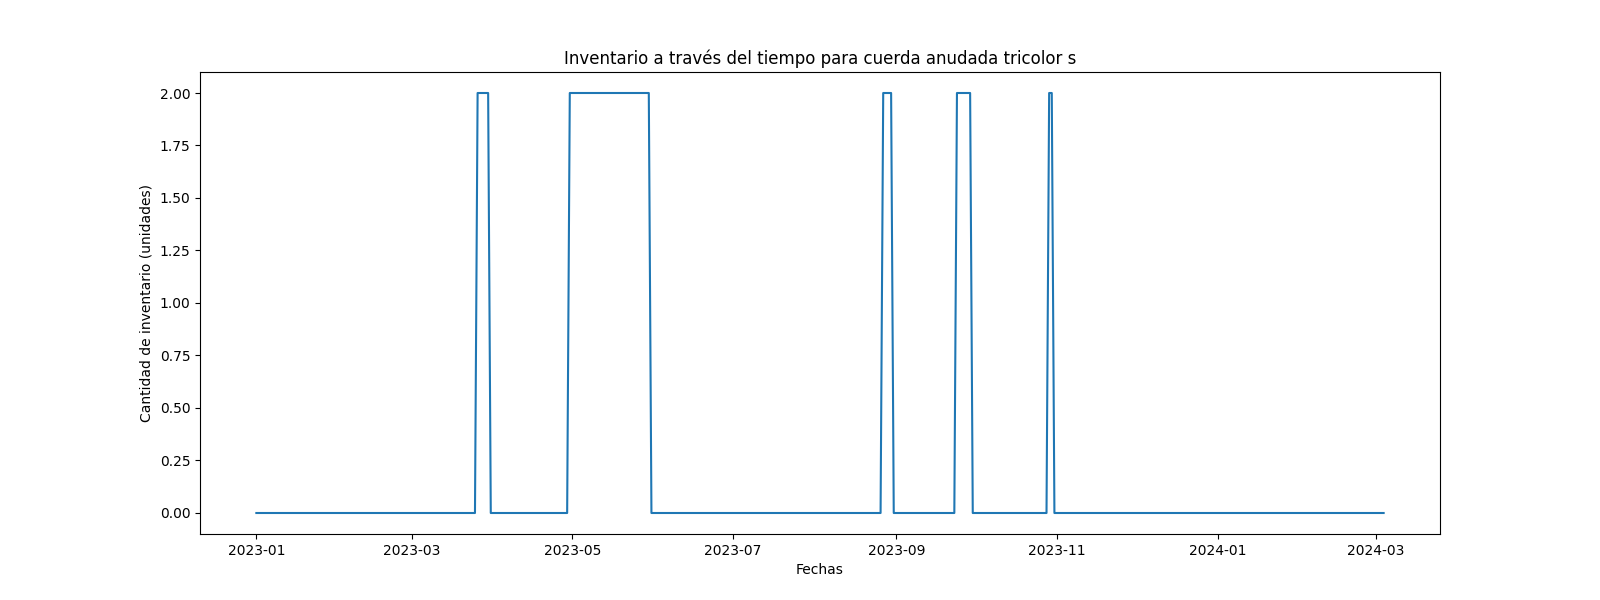 Inventario a través del tiempo para cuerda anudada tricolor s
Cantidad de inventario (unidades)
2.00
1.75
1.50
1.25
1.00
0.75
0.50
0.25
0.00
2023-01 2023-03 2023-05 2023-07 2023-09 2023-11 2024-01 2024-03
Fechas